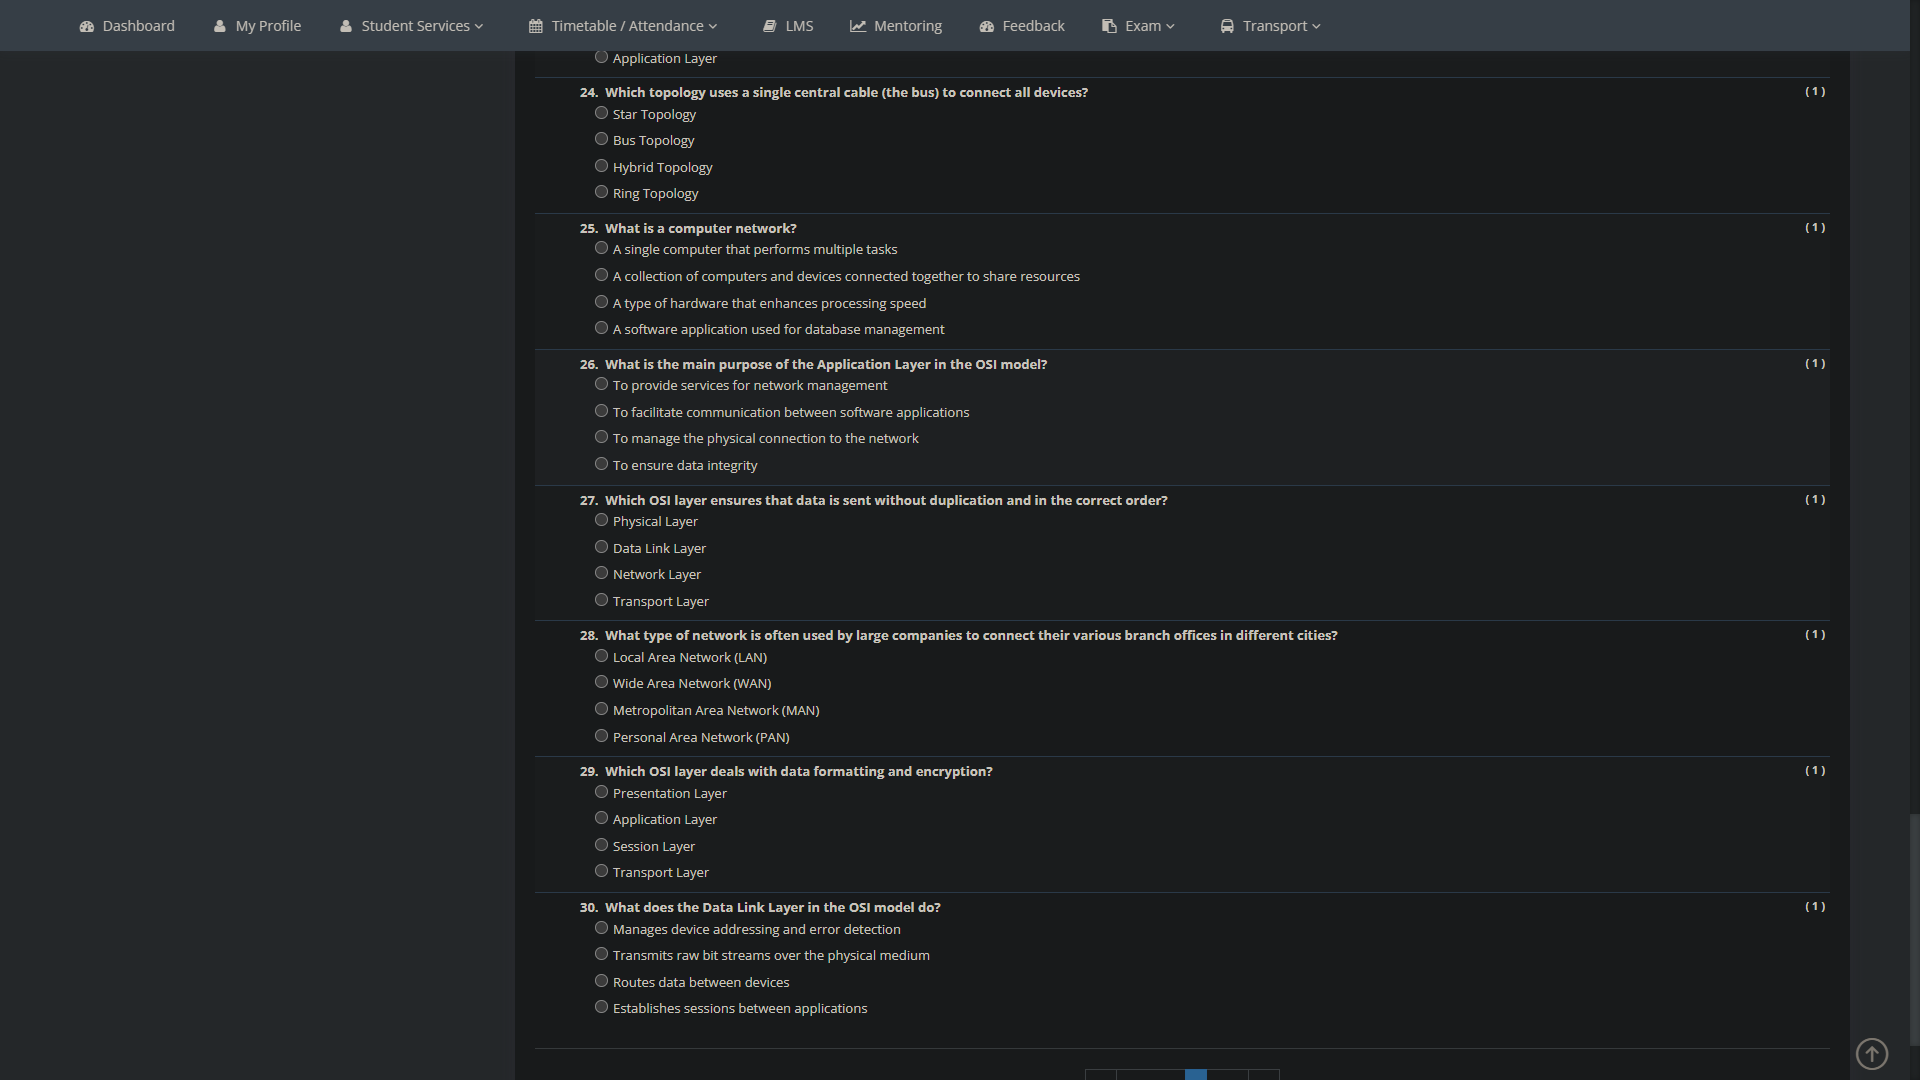 Dashboard My Profile Student Services Timetable / Attendance LMS Mentoring Feedback Exam Transport
Application Layer
24. Which topology uses a single central cable (the bus) to connect all devices? ( 1 )
Star Topology
Bus Topology
Hybrid Topology
Ring Topology
25. What is a computer network? ( 1 )
A single computer that performs multiple tasks
A collection of computers and devices connected together to share resources
A type of hardware that enhances processing speed
A software application used for database management
26. What is the main purpose of the Application Layer in the OSI model? ( 1 )
To provide services for network management
To facilitate communication between software applications
To manage the physical connection to the network
To ensure data integrity
27. Which OSI layer ensures that data is sent without duplication and in the correct order? ( 1 )
Physical Layer
Data Link Layer
Network Layer
Transport Layer
28. What type of network is often used by large companies to connect their various branch offices in different cities? ( 1 )
Local Area Network (LAN)
Wide Area Network (WAN)
Metropolitan Area Network (MAN)
Personal Area Network (PAN)
29. Which OSI layer deals with data formatting and encryption? ( 1 )
Presentation Layer
Application Layer
Session Layer
Transport Layer
30. What does the Data Link Layer in the OSI model do? ( 1 )
Manages device addressing and error detection
Transmits raw bit streams over the physical medium
Routes data between devices
Establishes sessions between applications